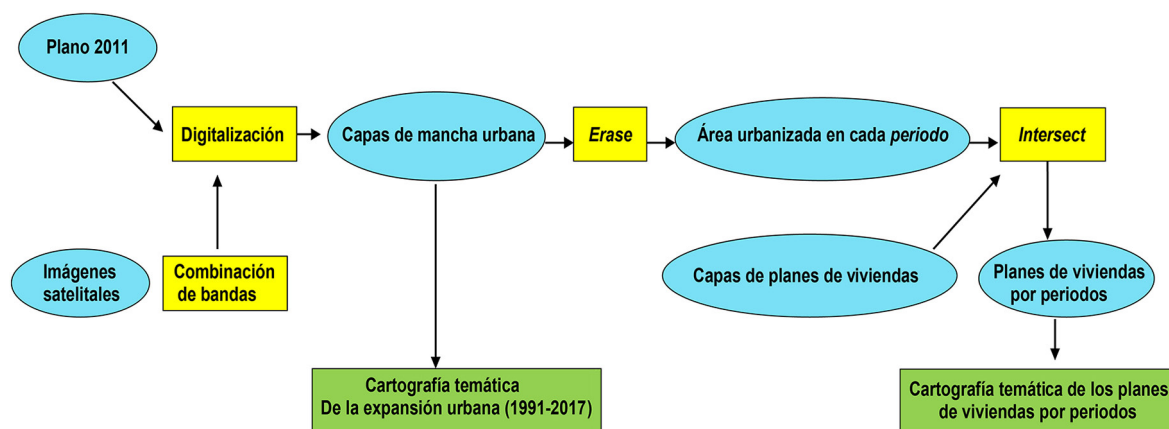 Plano 2011
Digitalización
Capas de mancha urbana
Erase
Área urbanizada en cada periodo
Intersect
Imágenes
satelitales
Combinación
de bandas
Capas de planes de viviendas
Planes de viviendas
por periodos
Cartografía temática
De la expansión urbana (1991-2017)
Cartografía temática de los planes
de viviendas por periodos